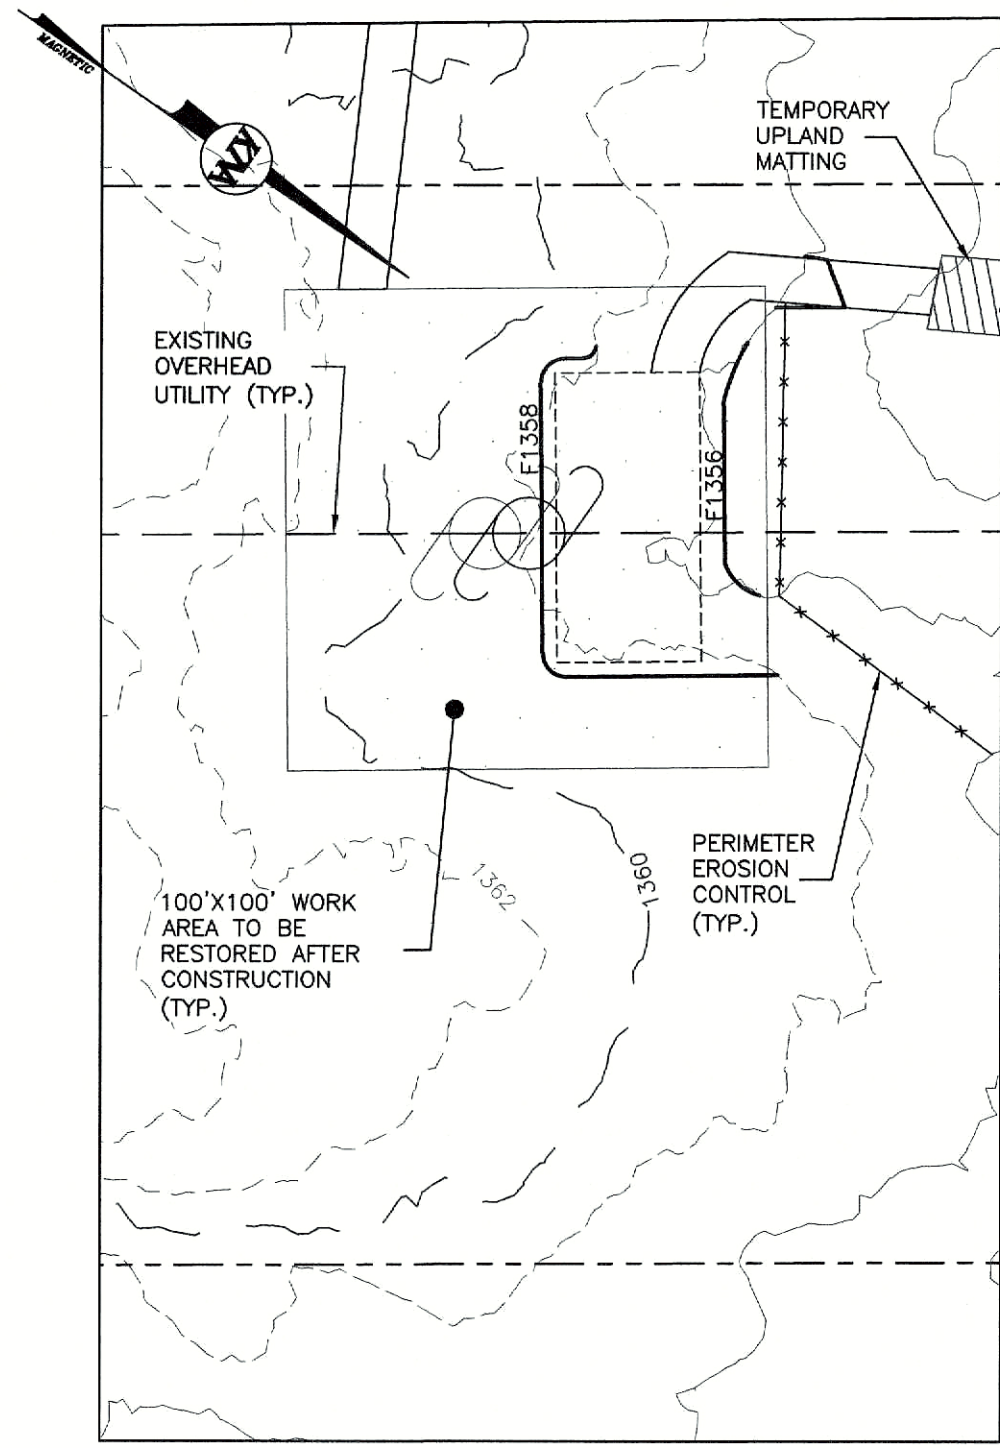 MAGNETIC
TEMPORARY
UPLAND
MATTING
EXISTING
OVERHEAD
UTILITY (TYP.)
F1358
F1356
PERIMETER
EROSION
CONTROL
(TYP.)
1360
1362
100'X100' WORK
AREA TO BE
RESTORED AFTER
CONSTRUCTION
(TYP.)